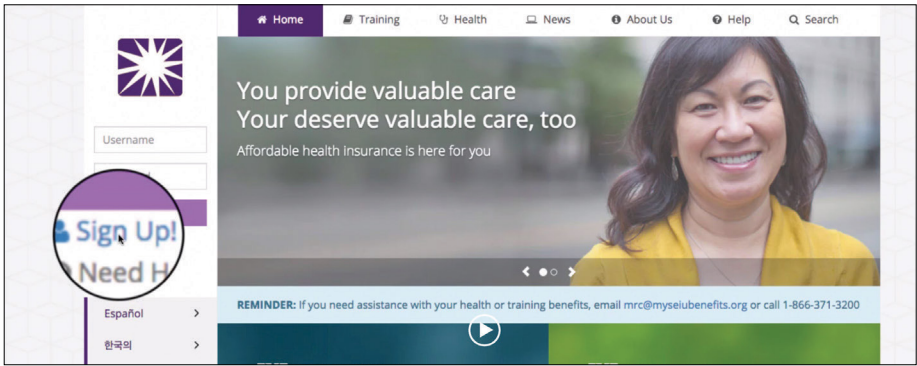 Home
Training
Health
News
About Us
Help
Search
You provide valuable care
Your deserve valuable care, too
Affordable health insurance is here for you
Username
Sign Up!
Need H
REMINDER: If you need assistance with your health or training benefits, email mrc@myseiubenefits.org or call 1-866-371-3200
Español
한국의